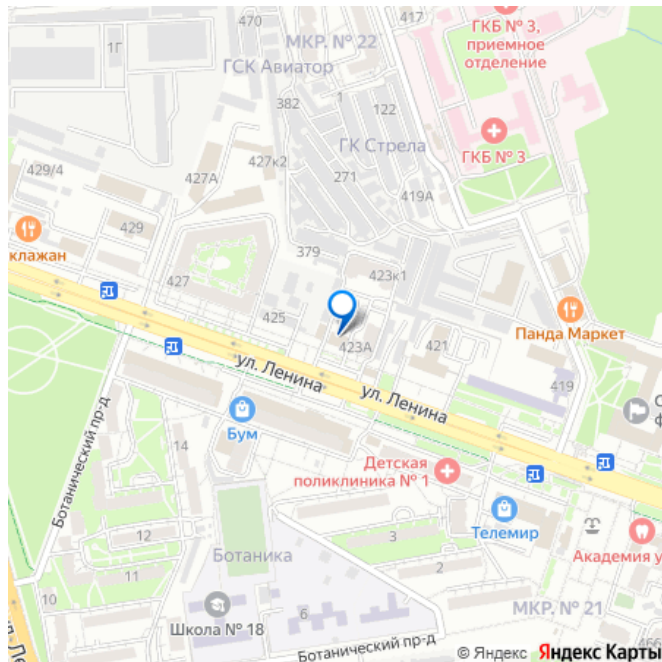 470
417
ГКБ № 3,
приемное
отделение
МКР. № 22
1Г
ГСК Авиатор
382
1
122
ГКБ № 3
427к2
ГК Стрела
429/4
427А
271
419А
429
клажан
379
427
423к1
425
Панда Маркет
423А
421
ул. Ленина
ул. Ленина
419
Бум
14
Детская
поликлиника № 1
Ботанический пр-д
Телемир
12
Ботаника
3
Академия у
11
2
10
6
Школа № 18
МКР. № 21
Ботанический пр-д
© Яндекс Яндекс Карты